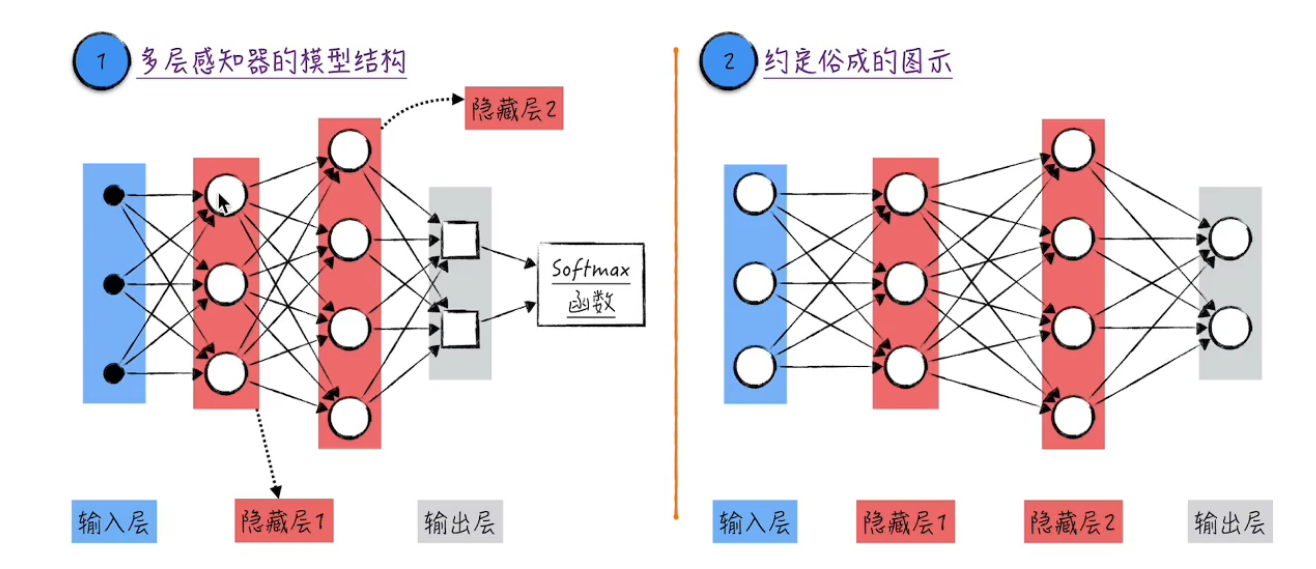 1 多层感知器的模型结构
隐藏层2
Softmax
函数
输入层
隐藏层1
输出层
2 约定俗成的图示
输入层
隐藏层1
隐藏层2
输出层